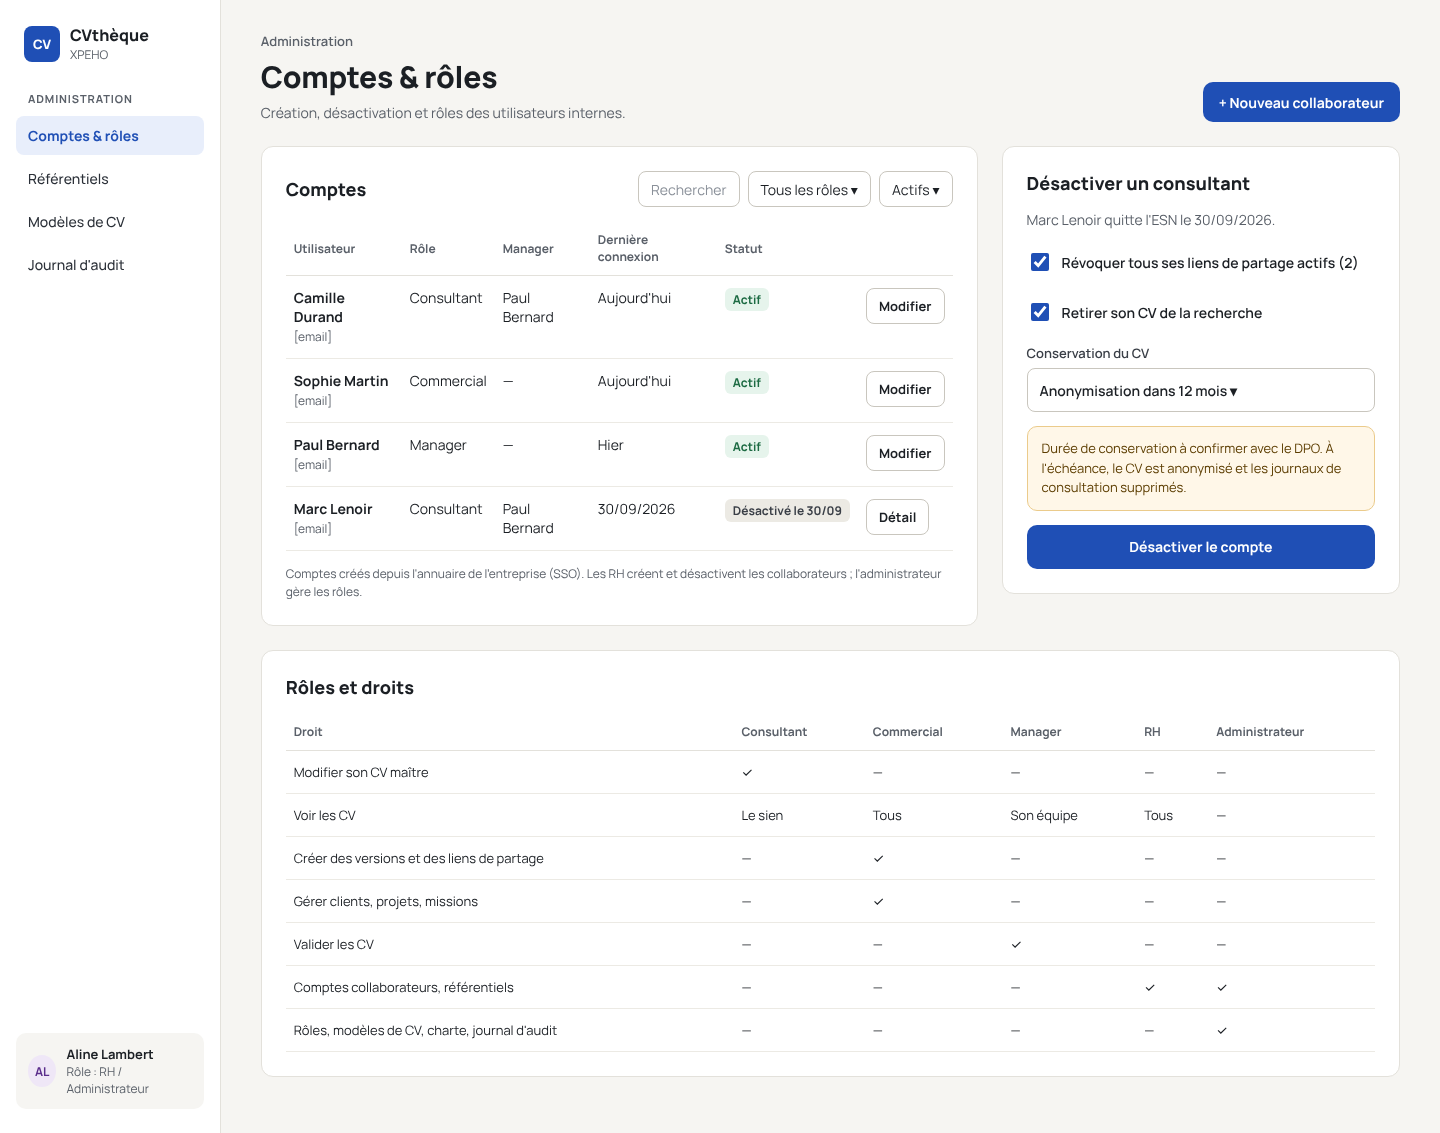 CV
CVthèque
XPEHO
ADMINISTRATION
Comptes & rôles
Référentiels
Modèles de CV
Journal d'audit
AL
Aline Lambert
Rôle : RH /
Administrateur
Administration
Comptes & rôles
Création, désactivation et rôles des utilisateurs internes.
+ Nouveau collaborateur
Comptes
Rechercher
Tous les rôles ▾
Actifs ▾
Utilisateur Rôle Manager Dernière connexion Statut
Camille Durand [email] Consultant Paul Bernard Aujourd'hui Actif Modifier
Sophie Martin [email] Commercial — Aujourd'hui Actif Modifier
Paul Bernard [email] Manager — Hier Actif Modifier
Marc Lenoir [email] Consultant Paul Bernard 30/09/2026 Désactivé le 30/09 Détail
Comptes créés depuis l'annuaire de l'entreprise (SSO). Les RH créent et désactivent les collaborateurs ; l'administrateur
gère les rôles.
Désactiver un consultant
Marc Lenoir quitte l'ESN le 30/09/2026.
Révoquer tous ses liens de partage actifs (2)
Retirer son CV de la recherche
Conservation du CV
Anonymisation dans 12 mois ▾
Durée de conservation à confirmer avec le DPO. À
l'échéance, le CV est anonymisé et les journaux de
consultation supprimés.
Désactiver le compte
Rôles et droits
Droit Consultant Commercial Manager RH Administrateur
Modifier son CV maître ✓ — — — —
Voir les CV Le sien Tous Son équipe Tous —
Créer des versions et des liens de partage — ✓ — — —
Gérer clients, projets, missions — ✓ — — —
Valider les CV — — ✓ — —
Comptes collaborateurs, référentiels — — — ✓ ✓
Rôles, modèles de CV, charte, journal d'audit — — — — ✓